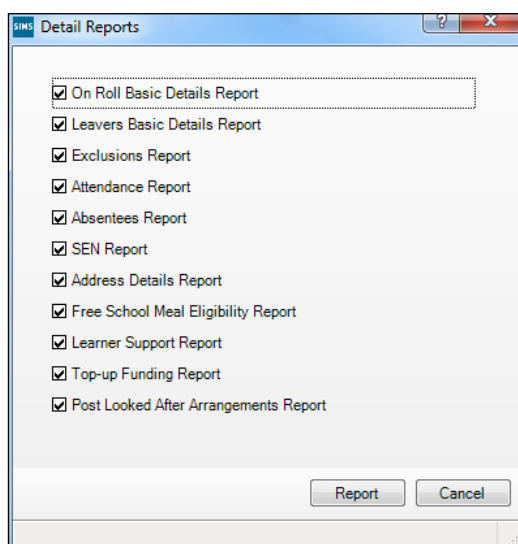 SIMS Detail Reports ? X
On Roll Basic Details Report
Leavers Basic Details Report
Exclusions Report
Attendance Report
Absentees Report
SEN Report
Address Details Report
Free School Meal Eligibility Report
Learner Support Report
Top-up Funding Report
Post Looked After Arrangements Report
Report Cancel